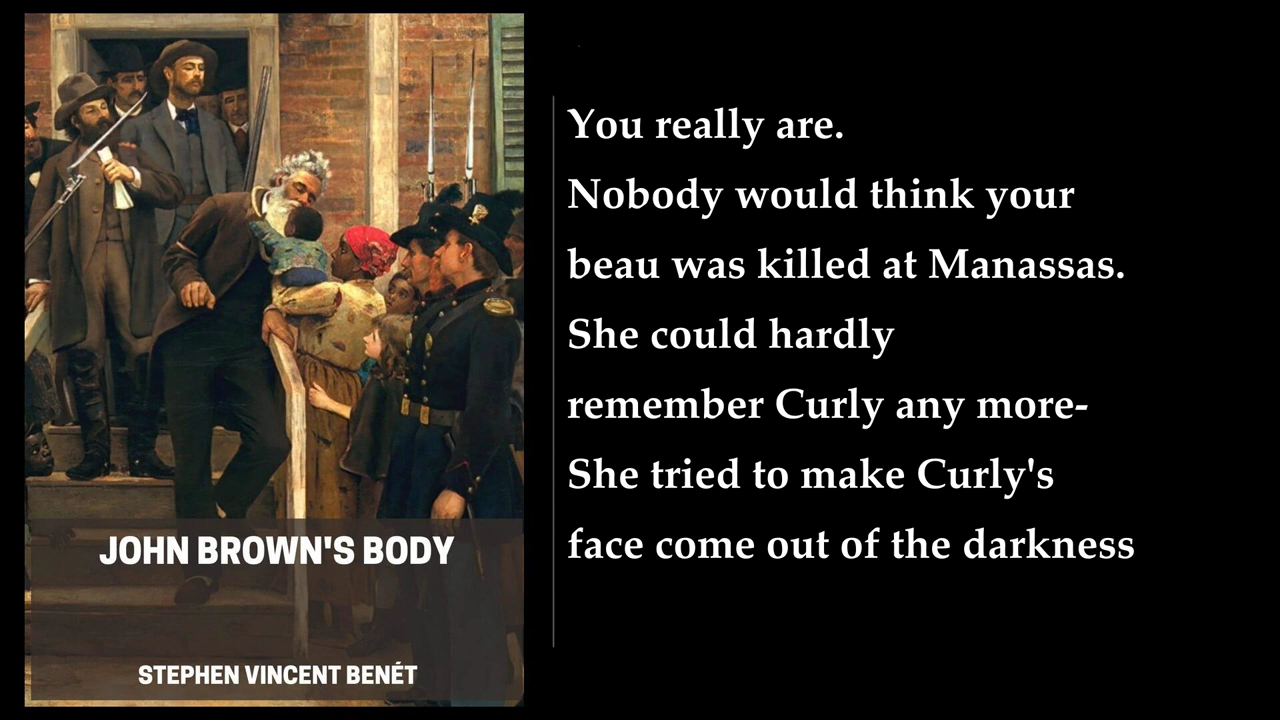 JOHN BROWN'S BODY
STEPHEN VINCENT BENÉT
You really are.
Nobody would think your
beau was killed at Manassas.
She could hardly
remember Curly any more-
She tried to make Curly's
face come out of the darkness